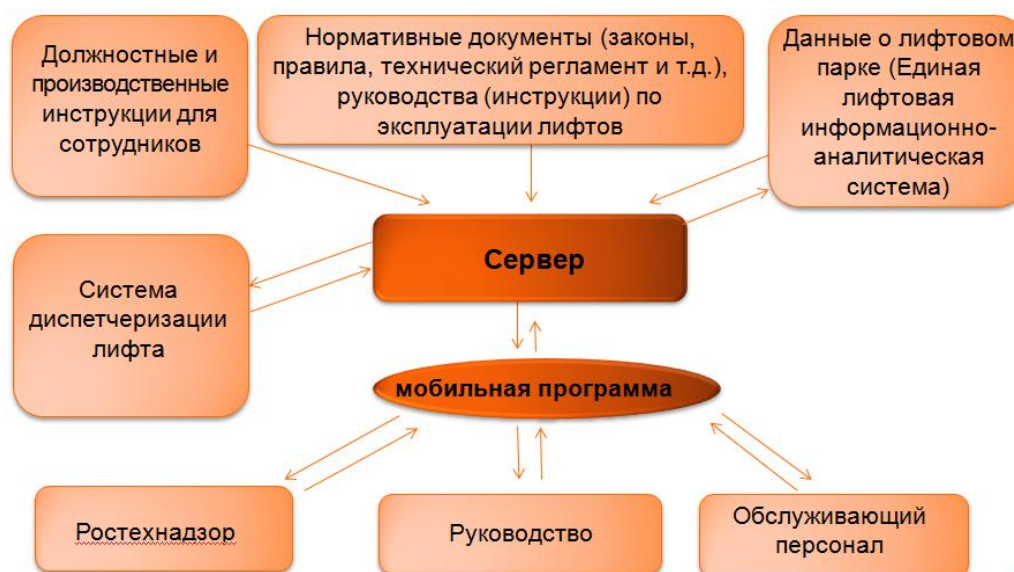 Должностные и
производственные
инструкции для
сотрудников
Нормативные документы (законы,
правила, технический регламент и т.д.),
руководства (инструкции) по
эксплуатации лифтов
Данные о лифтовом
парке (Единая
лифтовая
информационно-
аналитическая
система)
Сервер
Система
диспетчеризации
лифта
мобильная программа
Ростехнадзор
Руководство
Обслуживающий
персонал